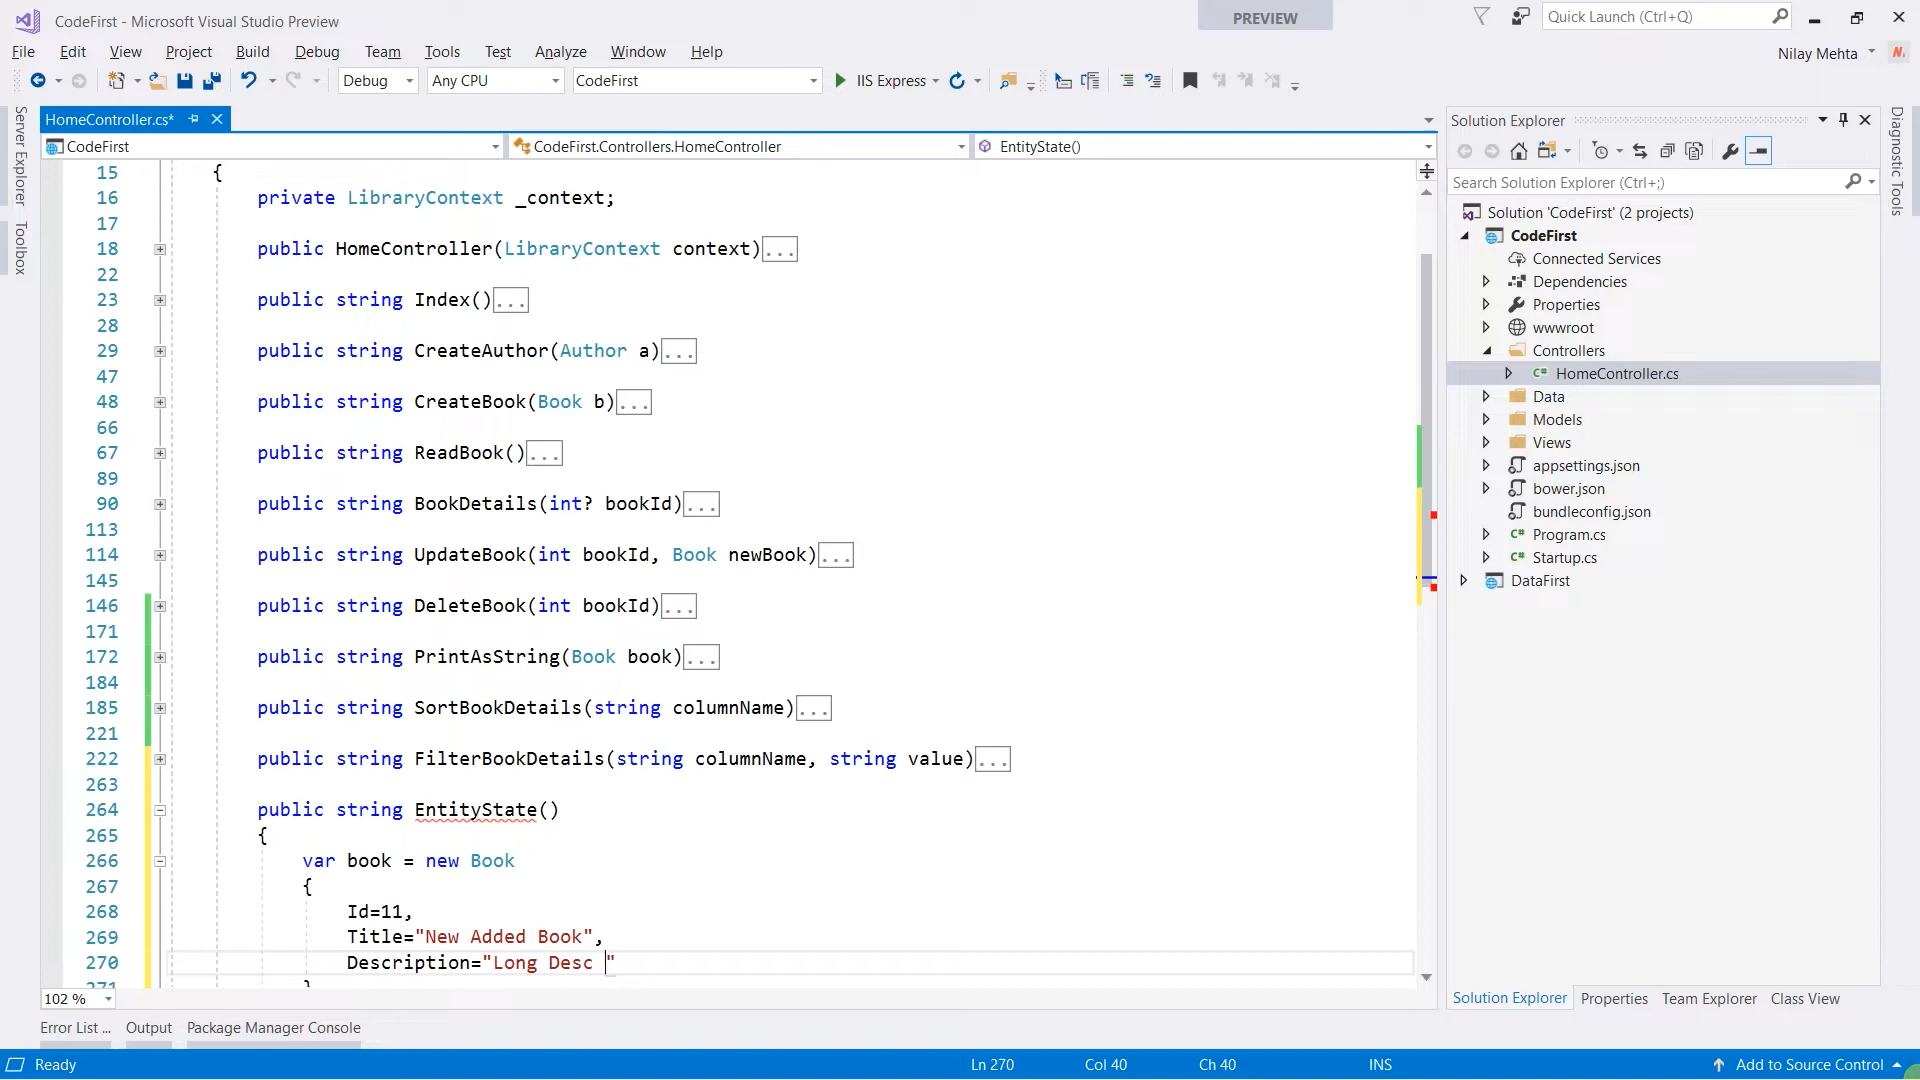 CodeFirst - Microsoft Visual Studio Preview
PREVIEW
Quick Launch (Ctrl+Q)
File Edit View Project Build Debug Team Tools Test Analyze Window Help
Nilay Mehta
N.
Debug
Any CPU
CodeFirst
IIS Express
Server Explorer
Toolbox
HomeController.cs*
CodeFirst
CodeFirst.Controllers.HomeController
EntityState()
15 {
16 private LibraryContext _context;
17
18 public HomeController(LibraryContext context)...
22
23 public string Index()...
28
29 public string CreateAuthor(Author a)...
47
48 public string CreateBook(Book b)...
66
67 public string ReadBook()...
89
90 public string BookDetails(int? bookId)...
113
114 public string UpdateBook(int bookId, Book newBook)...
145
146 public string DeleteBook(int bookId)...
171
172 public string PrintAsString(Book book)...
184
185 public string SortBookDetails(string columnName)...
221
222 public string FilterBookDetails(string columnName, string value)...
263
264 public string EntityState()
265 {
266 var book = new Book
267 {
268 Id=11,
269 Title="New Added Book",
270 Description="Long Desc "
271 }
102 %
Solution Explorer
Search Solution Explorer (Ctrl+;)
Solution 'CodeFirst' (2 projects)
CodeFirst
Connected Services
Dependencies
Properties
wwwroot
Controllers
C# HomeController.cs
Data
Models
Views
appsettings.json
bower.json
bundleconfig.json
C# Program.cs
C# Startup.cs
DataFirst
Solution Explorer Properties Team Explorer Class View
Diagnostic Tools
Error List ... Output Package Manager Console
Ready
Ln 270
Col 40
Ch 40
INS
Add to Source Control